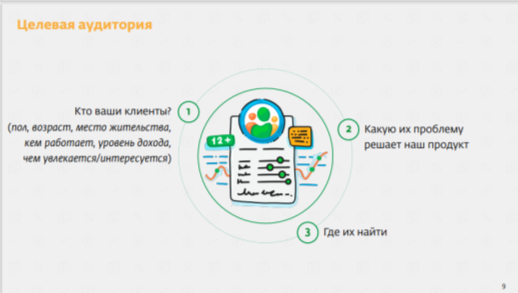 Целевая аудитория
Кто ваши клиенты?
(пол, возраст, место жительства,
кем работает, уровень дохода,
чем увлекается/интересуется)
1
12+
2
Какую их проблему
решает наш продукт
3
Где их найти
9